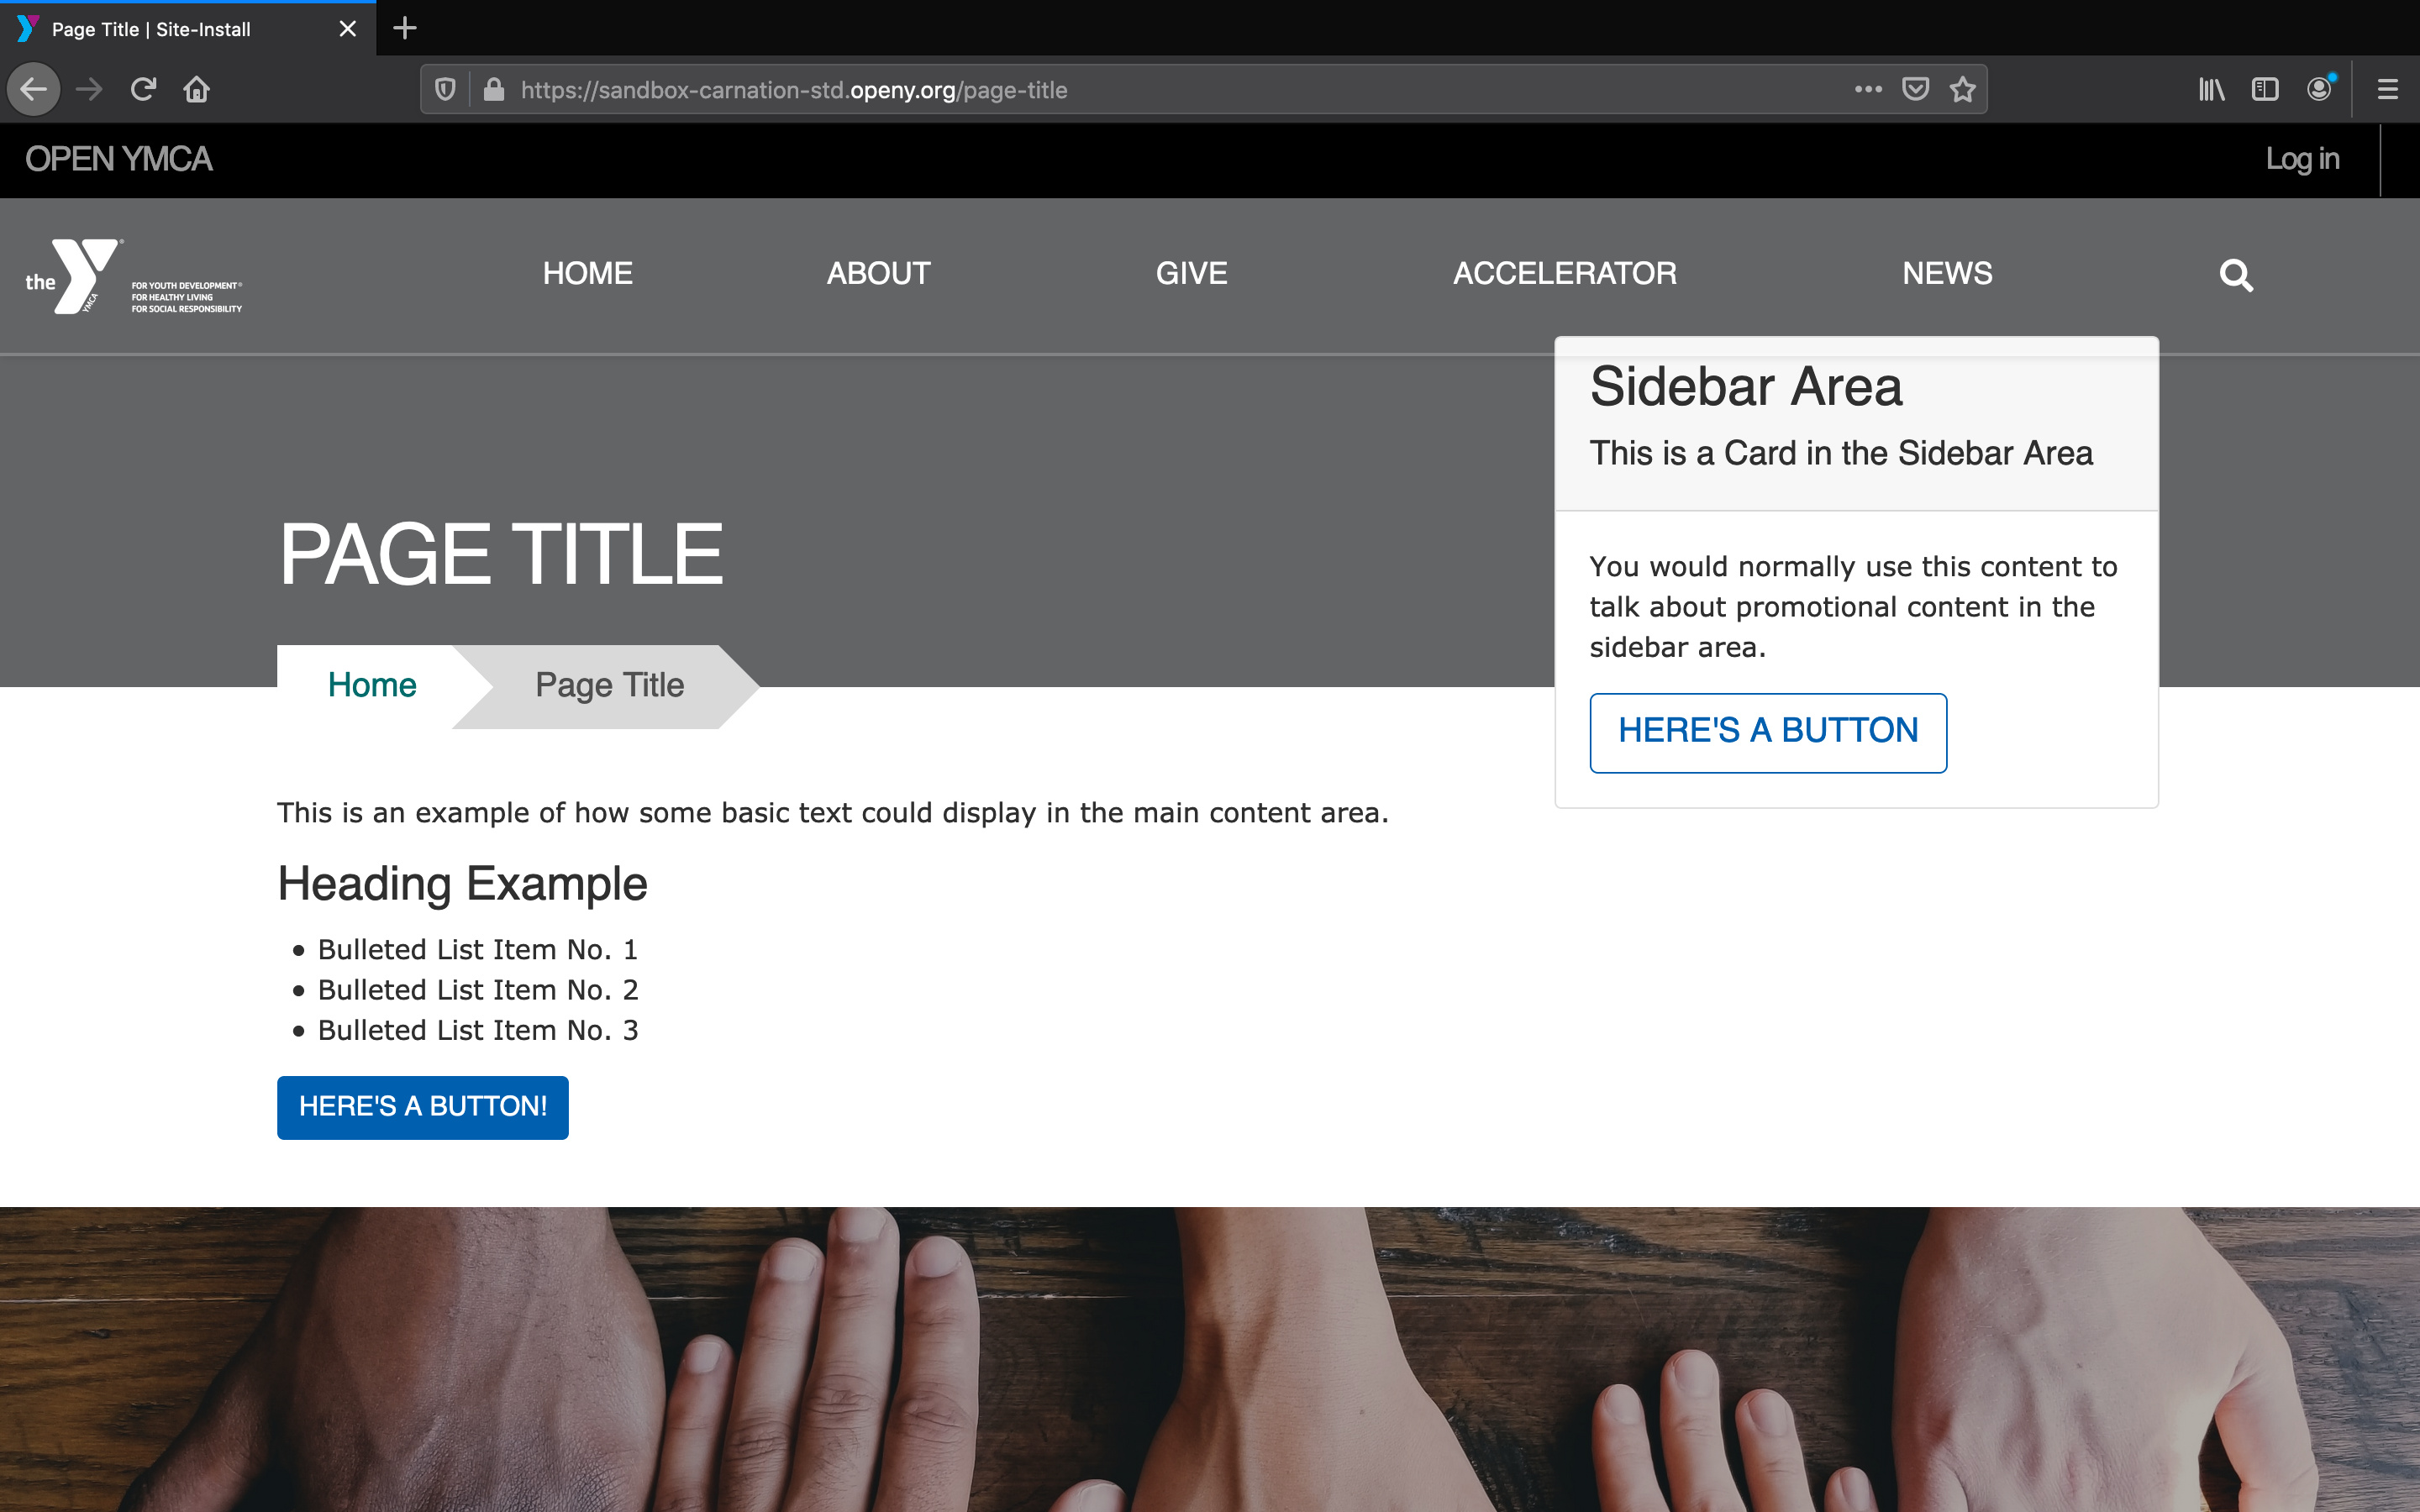 Page Title | Site-Install
https://sandbox-carnation-std.openy.org/page-title
OPEN YMCA
Log in
the
YMCA
FOR YOUTH DEVELOPMENT®
FOR HEALTHY LIVING
FOR SOCIAL RESPONSIBILITY
HOME
ABOUT
GIVE
ACCELERATOR
NEWS
PAGE TITLE
Home
Page Title
This is an example of how some basic text could display in the main content area.
Heading Example
• Bulleted List Item No. 1
• Bulleted List Item No. 2
• Bulleted List Item No. 3
HERE'S A BUTTON!
Sidebar Area
This is a Card in the Sidebar Area
You would normally use this content to
talk about promotional content in the
sidebar area.
HERE'S A BUTTON